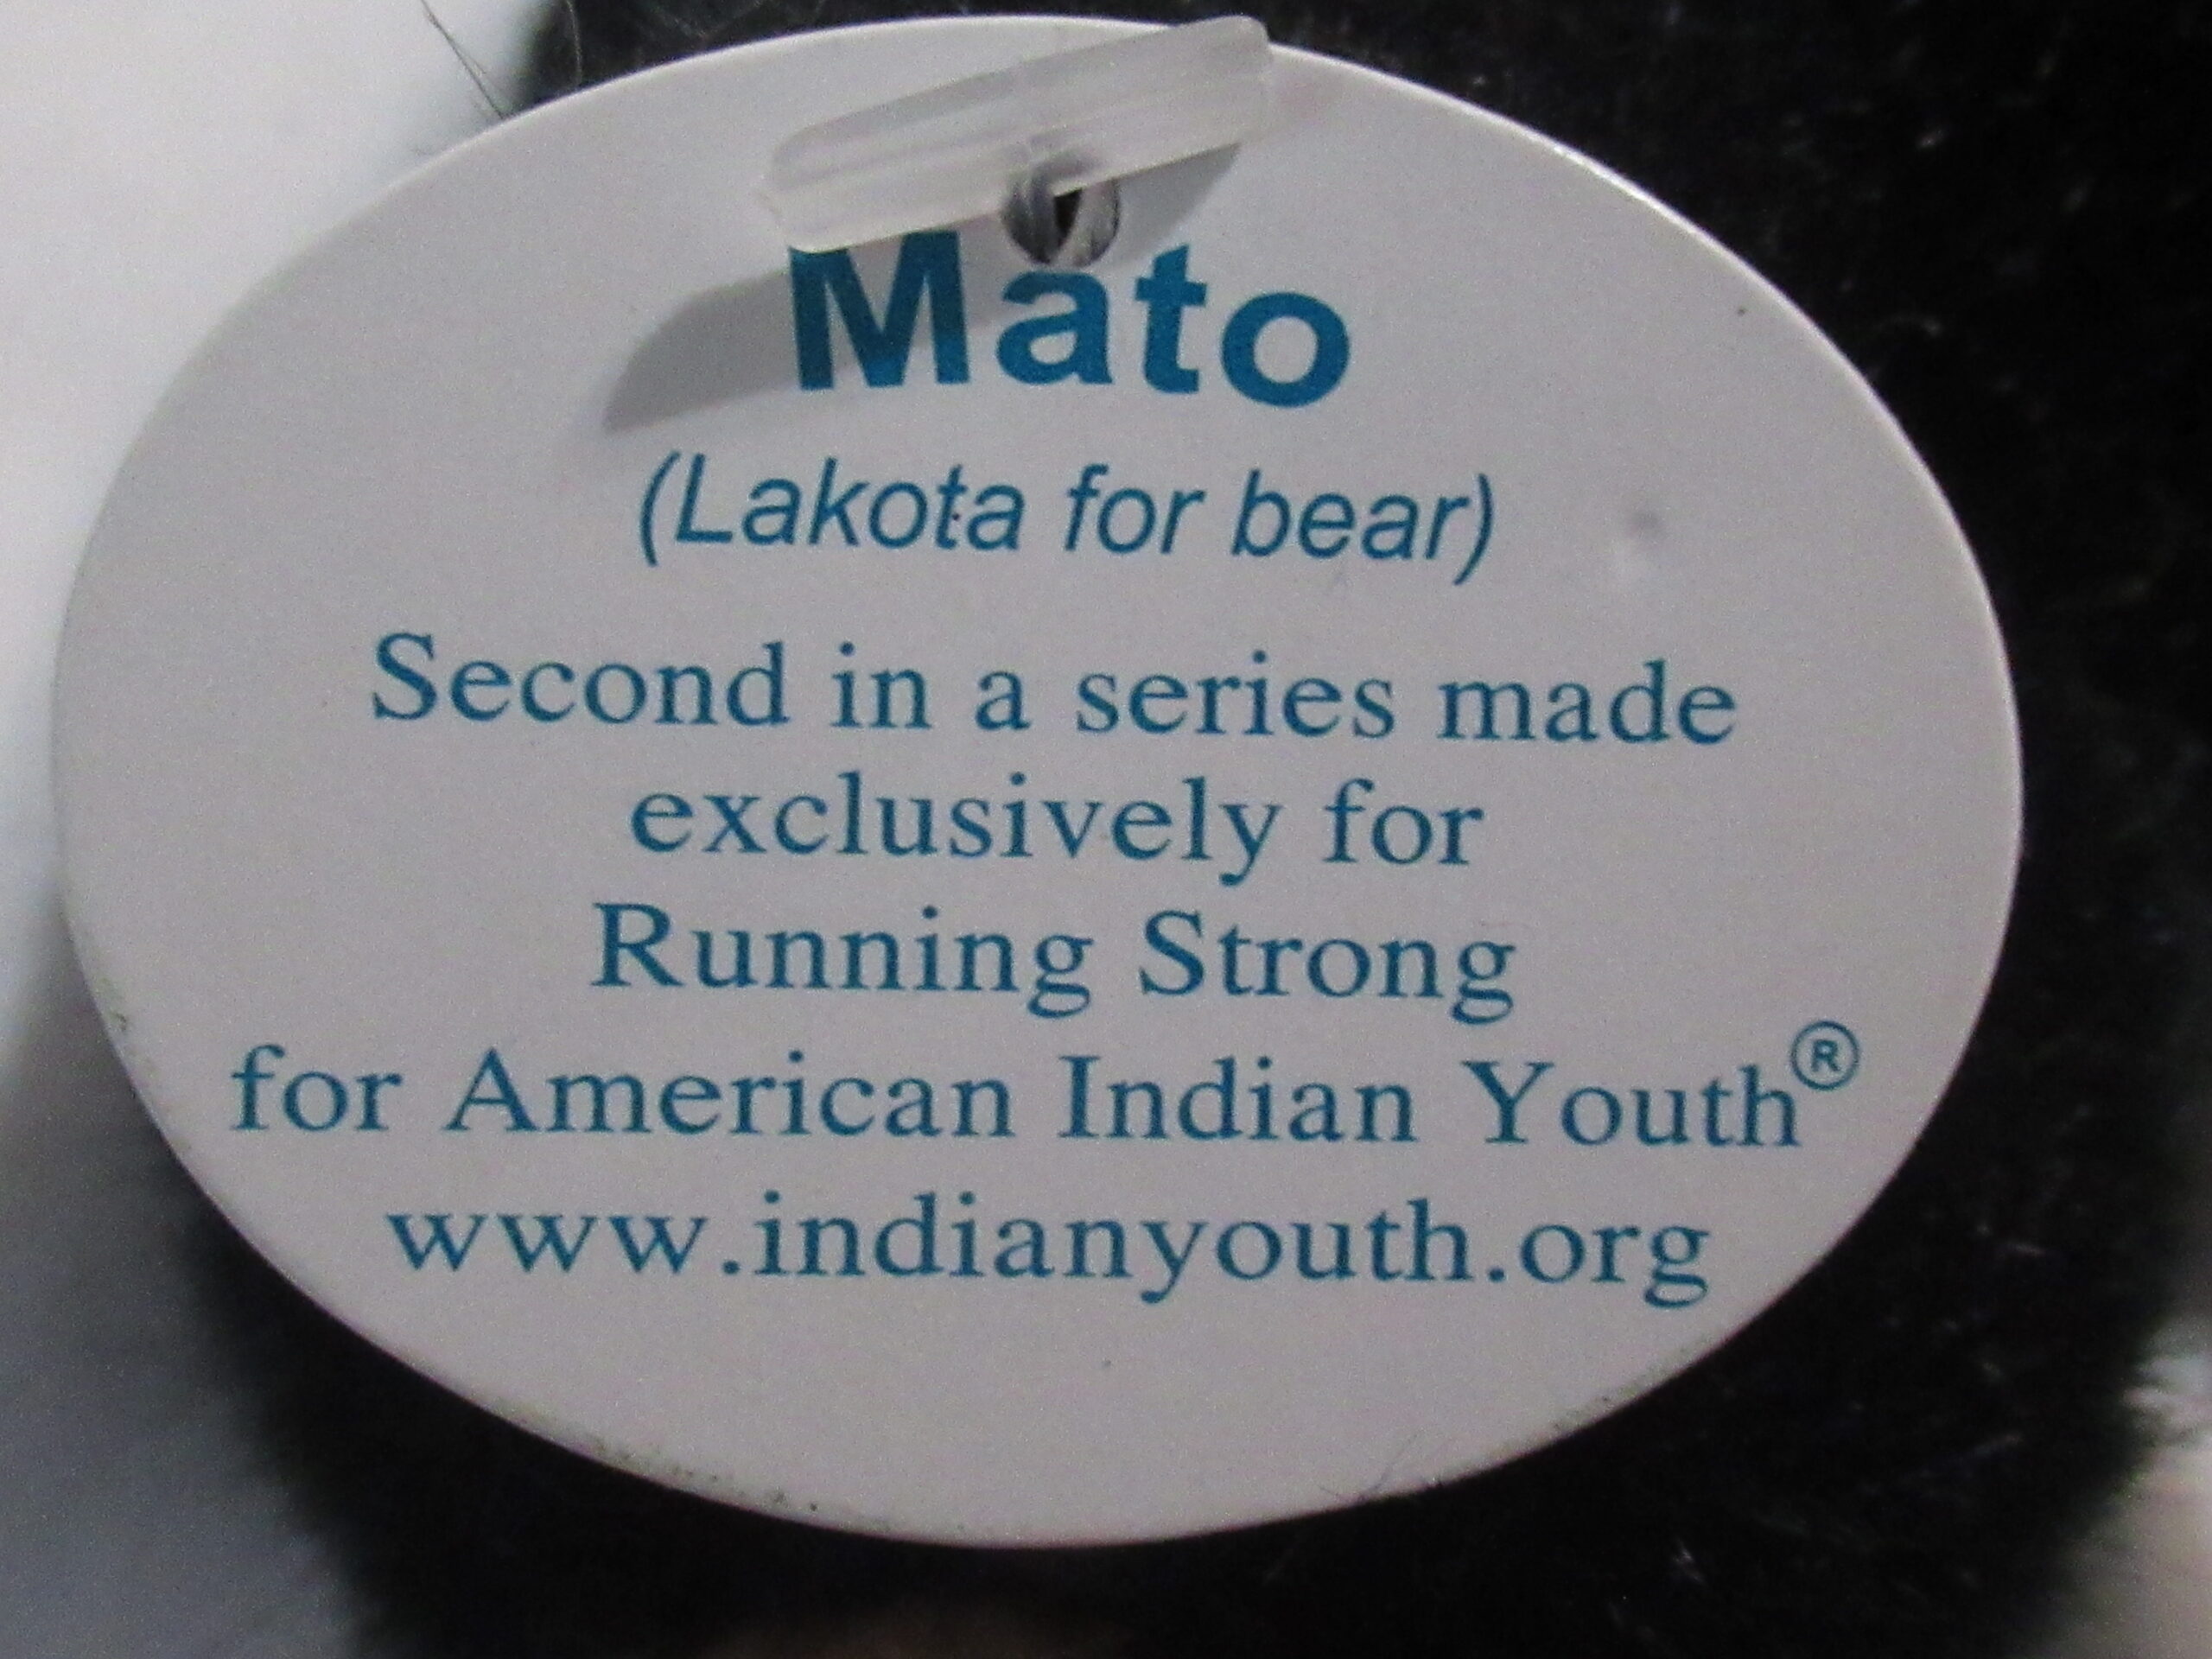 Mato
(Lakota for bear)
Second in a series made
exclusively for
Running Strong
for American Indian Youth®
www.indianyouth.org